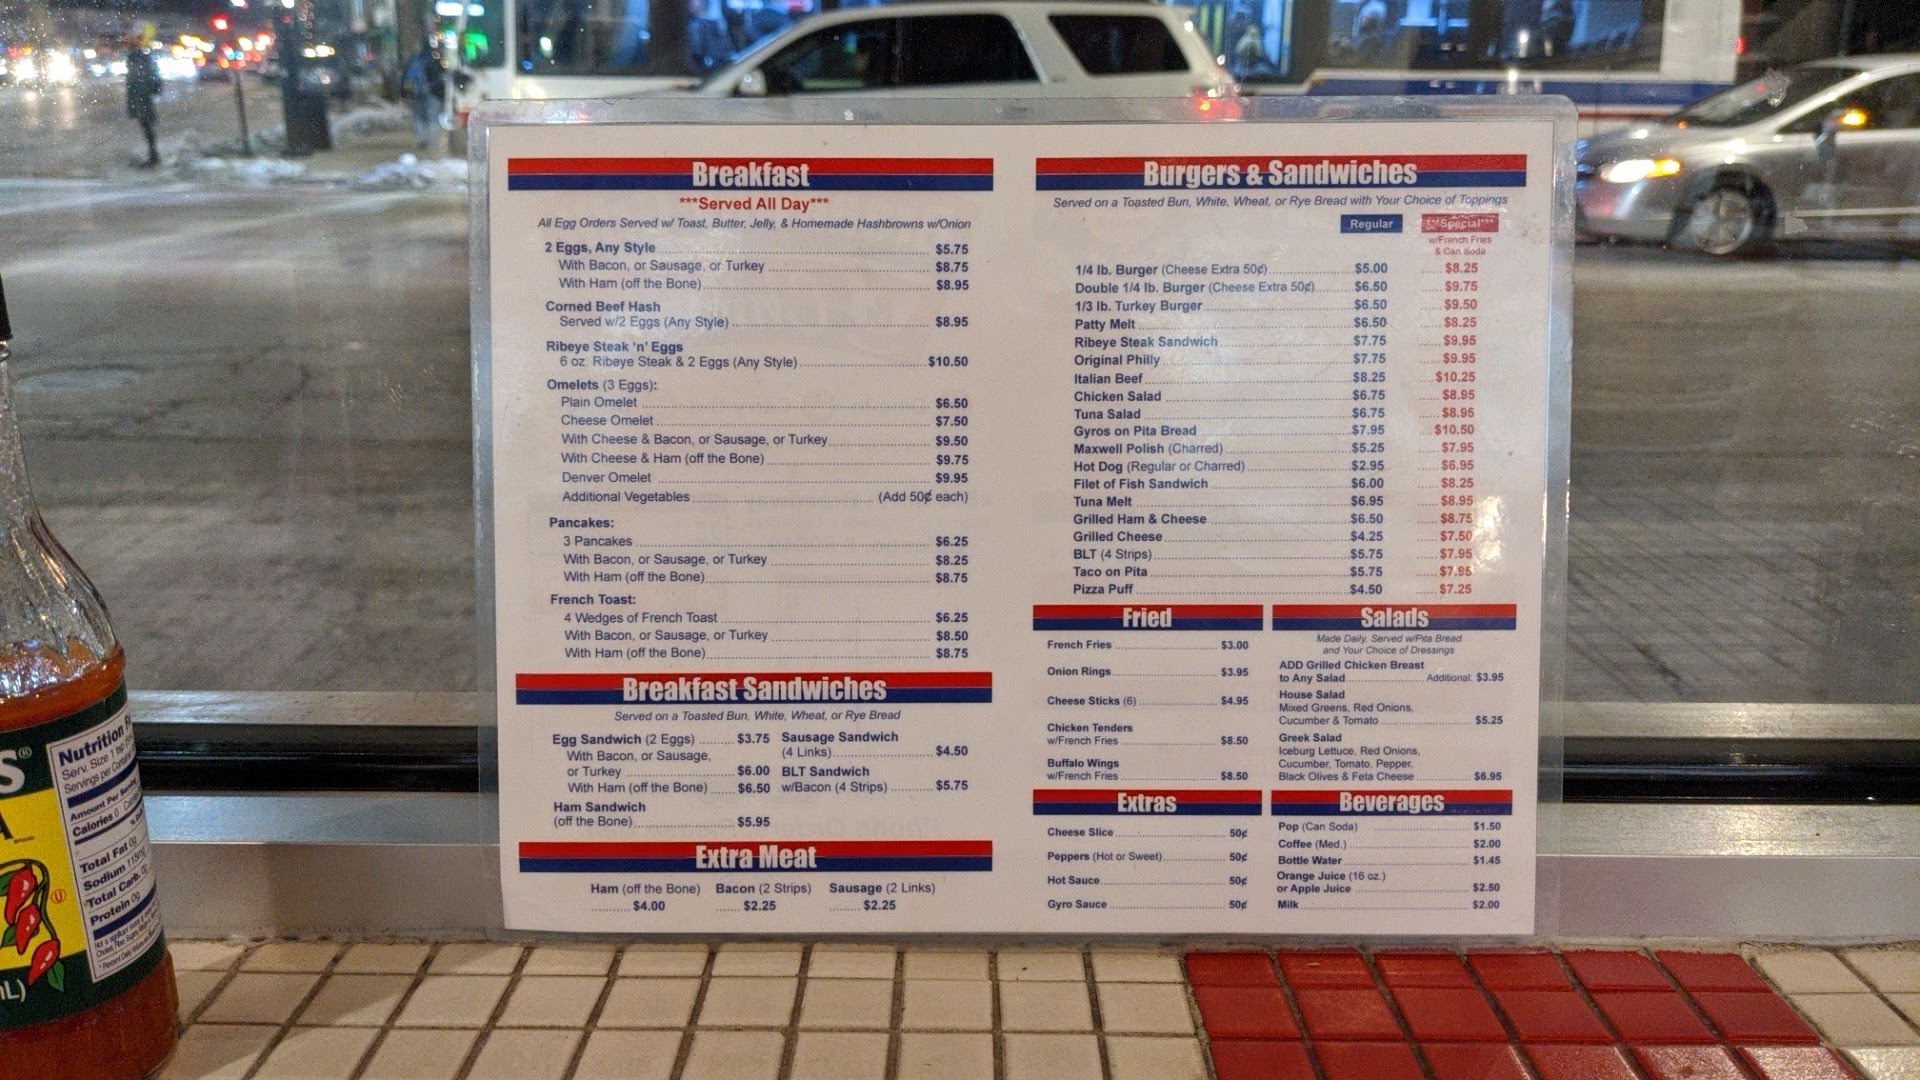 Breakfast
***Served All Day***
All Egg Orders Served w/ Toast, Butter, Jelly, & Homemade Hashbrowns w/Onion
2 Eggs, Any Style $5.75
With Bacon, or Sausage, or Turkey $8.75
With Ham (off the Bone) $8.95
Corned Beef Hash
Served w/2 Eggs (Any Style) $8.95
Ribeye Steak 'n' Eggs
6 oz. Ribeye Steak & 2 Eggs (Any Style) $10.50
Omelets (3 Eggs):
Plain Omelet $6.50
Cheese Omelet $7.50
With Cheese & Bacon, or Sausage, or Turkey $9.50
With Cheese & Ham (off the Bone) $9.75
Denver Omelet $9.95
Additional Vegetables (Add 50¢ each)
Pancakes:
3 Pancakes $6.25
With Bacon, or Sausage, or Turkey $8.25
With Ham (off the Bone) $8.75
French Toast:
4 Wedges of French Toast $6.25
With Bacon, or Sausage, or Turkey $8.50
With Ham (off the Bone) $8.75
Breakfast Sandwiches
Served on a Toasted Bun, White, Wheat, or Rye Bread
Egg Sandwich (2 Eggs) $3.75
With Bacon, or Sausage,
or Turkey $6.00
With Ham (off the Bone) $6.50
Ham Sandwich
(off the Bone) $5.95
Sausage Sandwich
(4 Links) $4.50
BLT Sandwich
w/Bacon (4 Strips) $5.75
Extra Meat
Ham (off the Bone) Bacon (2 Strips) Sausage (2 Links)
$4.00 $2.25 $2.25
Burgers & Sandwiches
Served on a Toasted Bun, White, Wheat, or Rye Bread with Your Choice of Toppings
Regular ***Special***
w/French Fries
& Can Soda
1/4 lb. Burger (Cheese Extra 50¢) $5.00 $8.25
Double 1/4 lb. Burger (Cheese Extra 50¢) $6.50 $9.75
1/3 lb. Turkey Burger $6.50 $9.50
Patty Melt $6.50 $8.25
Ribeye Steak Sandwich $7.75 $9.95
Original Philly $7.75 $9.95
Italian Beef $8.25 $10.25
Chicken Salad $6.75 $8.95
Tuna Salad $6.75 $8.95
Gyros on Pita Bread $7.95 $10.50
Maxwell Polish (Charred) $5.25 $7.95
Hot Dog (Regular or Charred) $2.95 $6.95
Filet of Fish Sandwich $6.00 $8.25
Tuna Melt $6.95 $8.95
Grilled Ham & Cheese $6.50 $8.75
Grilled Cheese $4.25 $7.50
BLT (4 Strips) $5.75 $7.95
Taco on Pita $5.75 $7.95
Pizza Puff $4.50 $7.25
Fried
French Fries $3.00
Onion Rings $3.95
Cheese Sticks (6) $4.95
Chicken Tenders
w/French Fries $8.50
Buffalo Wings
w/French Fries $8.50
Salads
Made Daily, Served w/Pita Bread
and Your Choice of Dressings
ADD Grilled Chicken Breast
to Any Salad Additional: $3.95
House Salad
Mixed Greens, Red Onions,
Cucumber & Tomato $5.25
Greek Salad
Iceburg Lettuce, Red Onions,
Cucumber, Tomato, Pepper,
Black Olives & Feta Cheese $6.95
Extras
Cheese Slice 50¢
Peppers (Hot or Sweet) 50¢
Hot Sauce 50¢
Gyro Sauce 50¢
Beverages
Pop (Can Soda) $1.50
Coffee (Med.) $2.00
Bottle Water $1.45
Orange Juice (16 oz.)
or Apple Juice $2.50
Milk $2.00
Nutrition
Serv. Size 1 tsp
Servings per
Amount Per
Calories 0
Total Fat 0g
Sodium 115mg
Total Carb. 0g
Protein 0g